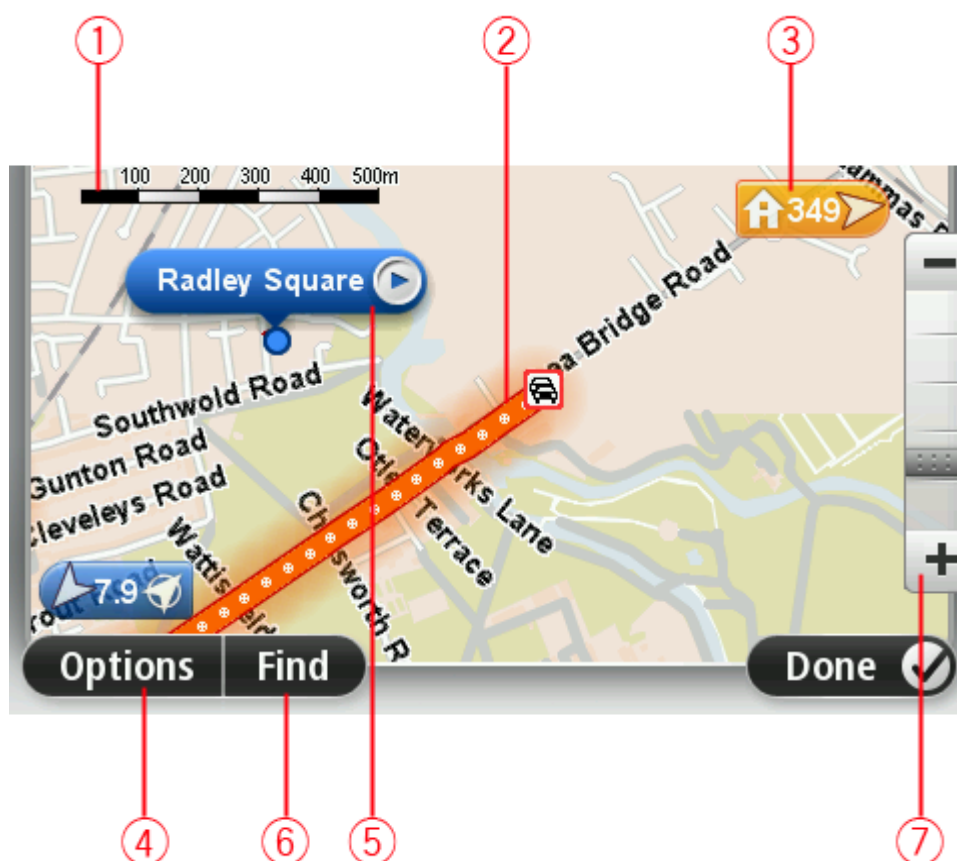 1
2
3
100 200 300 400 500m
349
Radley Square
Bridge Road
Southwold Road
Gunton Road
Cleveleys Road
Lane
Terrace
7.9
Road
Options
Find
Done
4
6
5
7